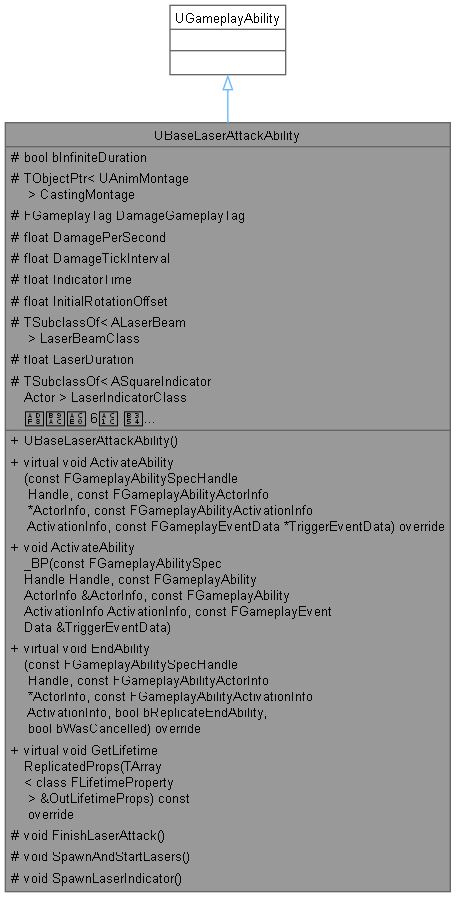 UGameplayAbility
UBaseLaserAttackAbility
# bool bInfiniteDuration
# TObjectPtr< UAnimMontage
> CastingMontage
# FGameplayTag DamageGameplayTag
# float DamagePerSecond
# float DamageTickInterval
# float IndicatorTime
# float InitialRotationOffset
# TSubclassOf< ALaserBeam
> LaserBeamClass
# float LaserDuration
# TSubclassOf< ASquareIndicator
Actor > LaserIndicatorClass
6 ...
+ UBaseLaserAttackAbility()
+ virtual void ActivateAbility
(const FGameplayAbilitySpecHandle
Handle, const FGameplayAbilityActorInfo
*ActorInfo, const FGameplayAbilityActivationInfo
ActivationInfo, const FGameplayEventData *TriggerEventData) override
+ void ActivateAbility
_BP(const FGameplayAbilitySpec
Handle Handle, const FGameplayAbility
ActorInfo &ActorInfo, const FGameplayAbility
ActivationInfo ActivationInfo, const FGameplayEvent
Data &TriggerEventData)
+ virtual void EndAbility
(const FGameplayAbilitySpecHandle
Handle, const FGameplayAbilityActorInfo
*ActorInfo, const FGameplayAbilityActivationInfo
ActivationInfo, bool bReplicateEndAbility,
bool bWasCancelled) override
+ virtual void GetLifetime
ReplicatedProps(TArray
< class FLifetimeProperty
> &OutLifetimeProps) const
override
# void FinishLaserAttack()
# void SpawnAndStartLasers()
# void SpawnLaserIndicator()